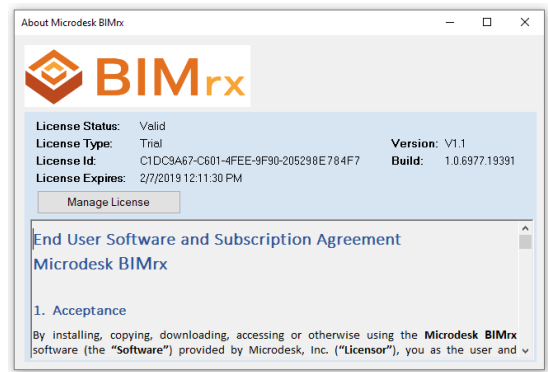 About Microdesk BIMrx
BIMrx
License Status: Valid
License Type: Trial Version: V1.1
License Id: C1DC9A67-C601-4FEE-9F90-205298E784F7 Build: 1.0.6977.19391
License Expires: 2/7/2019 12:11:30 PM
Manage License
End User Software and Subscription Agreement
Microdesk BIMrx
1. Acceptance
By installing, copying, downloading, accessing or otherwise using the Microdesk BIMrx
software (the “Software”) provided by Microdesk, Inc. (“Licensor”), you as the user and